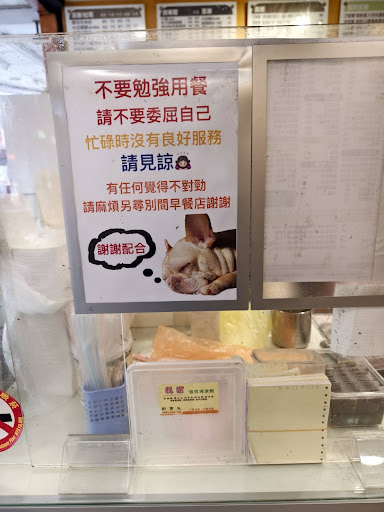 不要勉強用餐
請不要委屈自己
忙碌時沒有良好服務
請見諒
有任何覺得不對勁
請麻煩另尋別間早餐店謝謝
謝謝配合